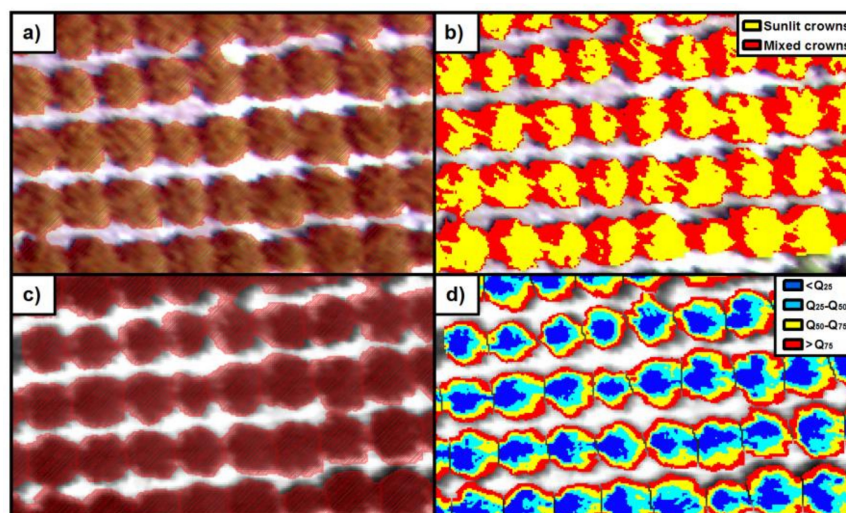 a)
b)
Sunlit crowns
Mixed crowns
c)
d)
<Q25
Q25-Q50
Q50-Q75
>Q75